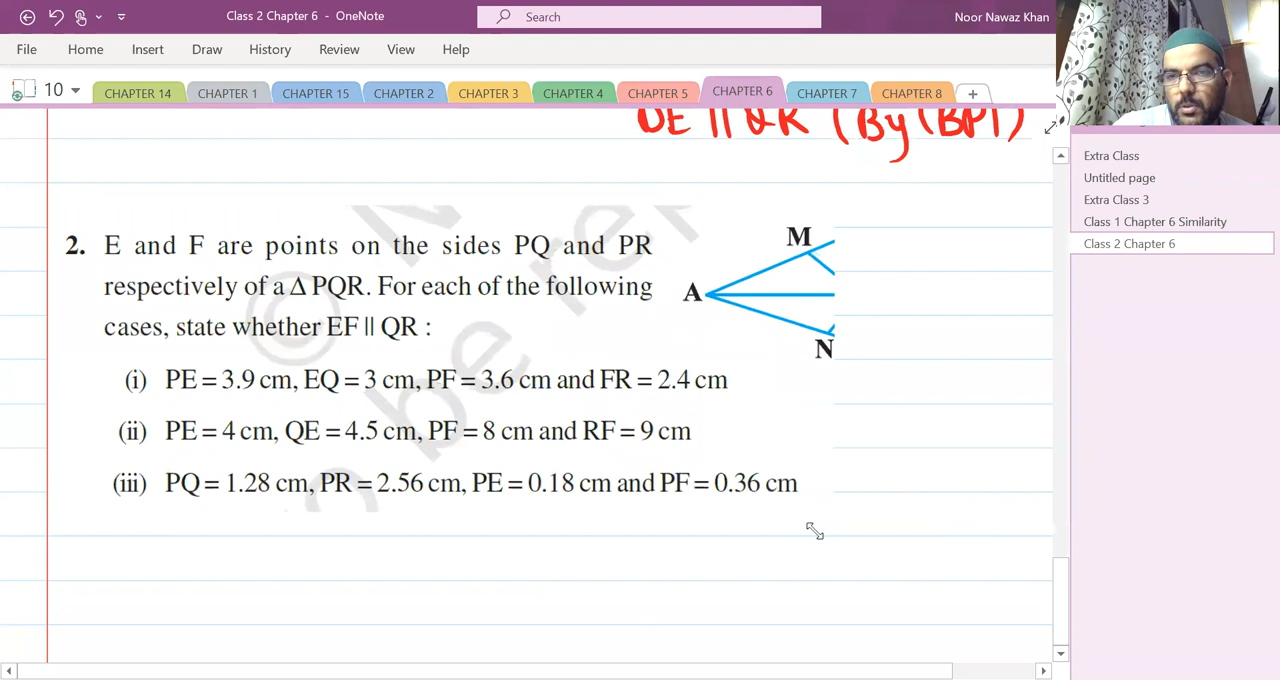 Class 2 Chapter 6 - OneNote
Search
Noor Nawaz Khan
File Home Insert Draw History Review View Help
10 CHAPTER 14 CHAPTER 1 CHAPTER 15 CHAPTER 2 CHAPTER 3 CHAPTER 4 CHAPTER 5 CHAPTER 6 CHAPTER 7 CHAPTER 8 +
DE || QR (By (BPT)
Extra Class
Untitled page
Extra Class 3
Class 1 Chapter 6 Similarity
Class 2 Chapter 6
2. E and F are points on the sides PQ and PR
respectively of a Δ PQR. For each of the following
cases, state whether EF || QR :
(i) PE = 3.9 cm, EQ = 3 cm, PF = 3.6 cm and FR = 2.4 cm
(ii) PE = 4 cm, QE = 4.5 cm, PF = 8 cm and RF = 9 cm
(iii) PQ = 1.28 cm, PR = 2.56 cm, PE = 0.18 cm and PF = 0.36 cm
M
A
N